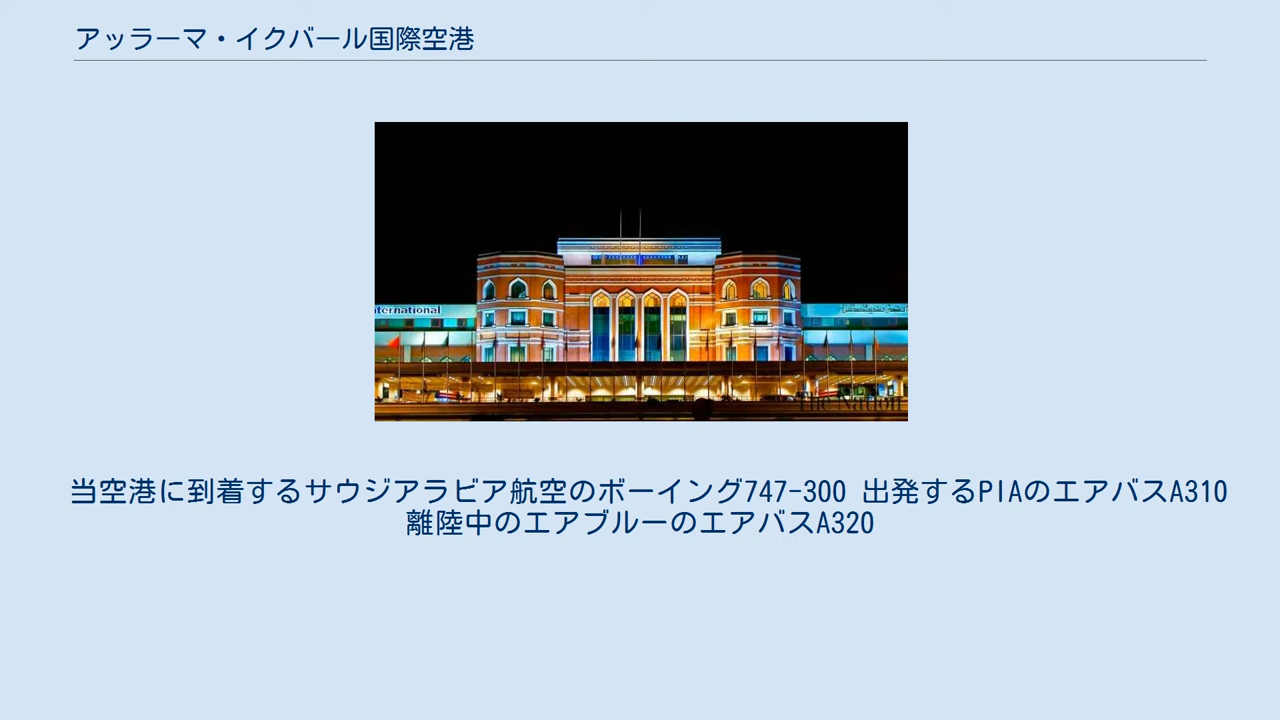 アッラーマ・イクバール国際空港
ternational
The Nation
当空港に到着するサウジアラビア航空のボーイング747-300 出発するPIAのエアバスA310
離陸中のエアブルーのエアバスA320